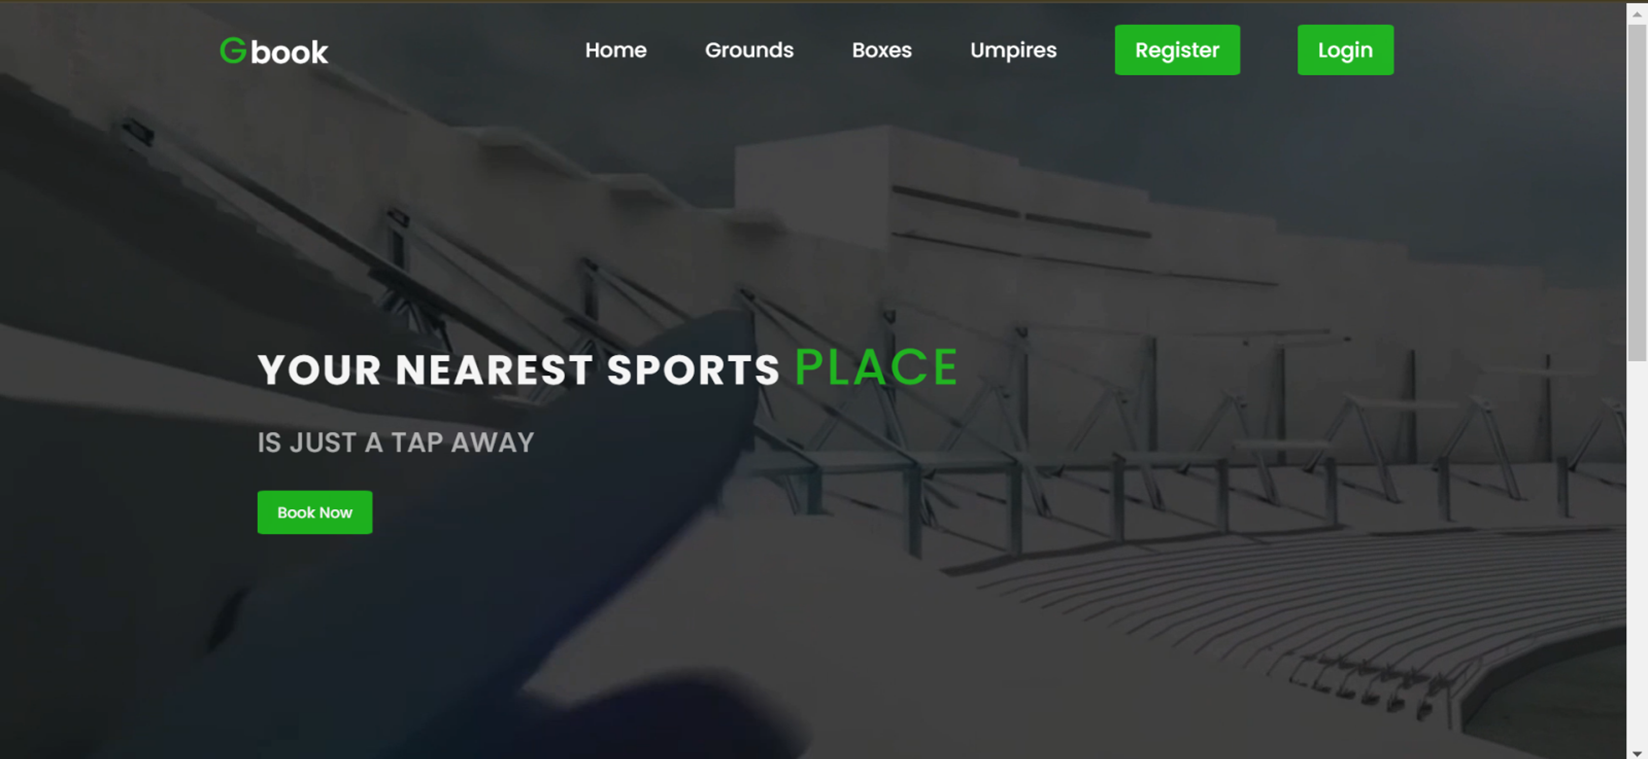 Gbook Home Grounds Boxes Umpires Register Login
YOUR NEAREST SPORTS PLACE
IS JUST A TAP AWAY
Book Now